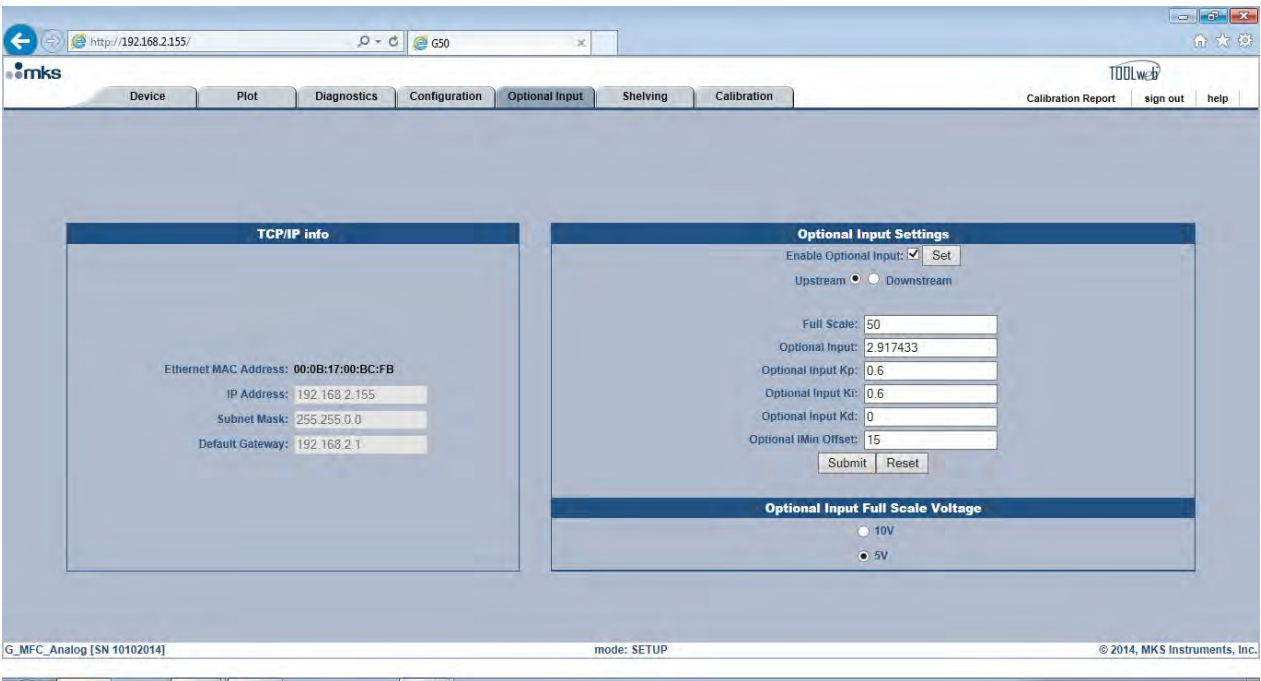 http://192.168.2.155/
G50
mks
TOOLweb
Device Plot Diagnostics Configuration Optional Input Shelving Calibration
Calibration Report sign out help
TCP/IP info
Ethernet MAC Address: 00:0B:17:00:BC:FB
IP Address: 192.168.2.155
Subnet Mask: 255.255.0.0
Default Gateway: 192.168.2.1
Optional Input Settings
Enable Optional Input: Set
Upstream Downstream
Full Scale: 50
Optional Input: 2.917433
Optional Input Kp: 0.6
Optional Input Ki: 0.6
Optional Input Kd: 0
Optional IMin Offset: 15
Submit Reset
Optional Input Full Scale Voltage
10V
5V
G_MFC_Analog [SN 10102014] mode: SETUP © 2014, MKS Instruments, Inc.